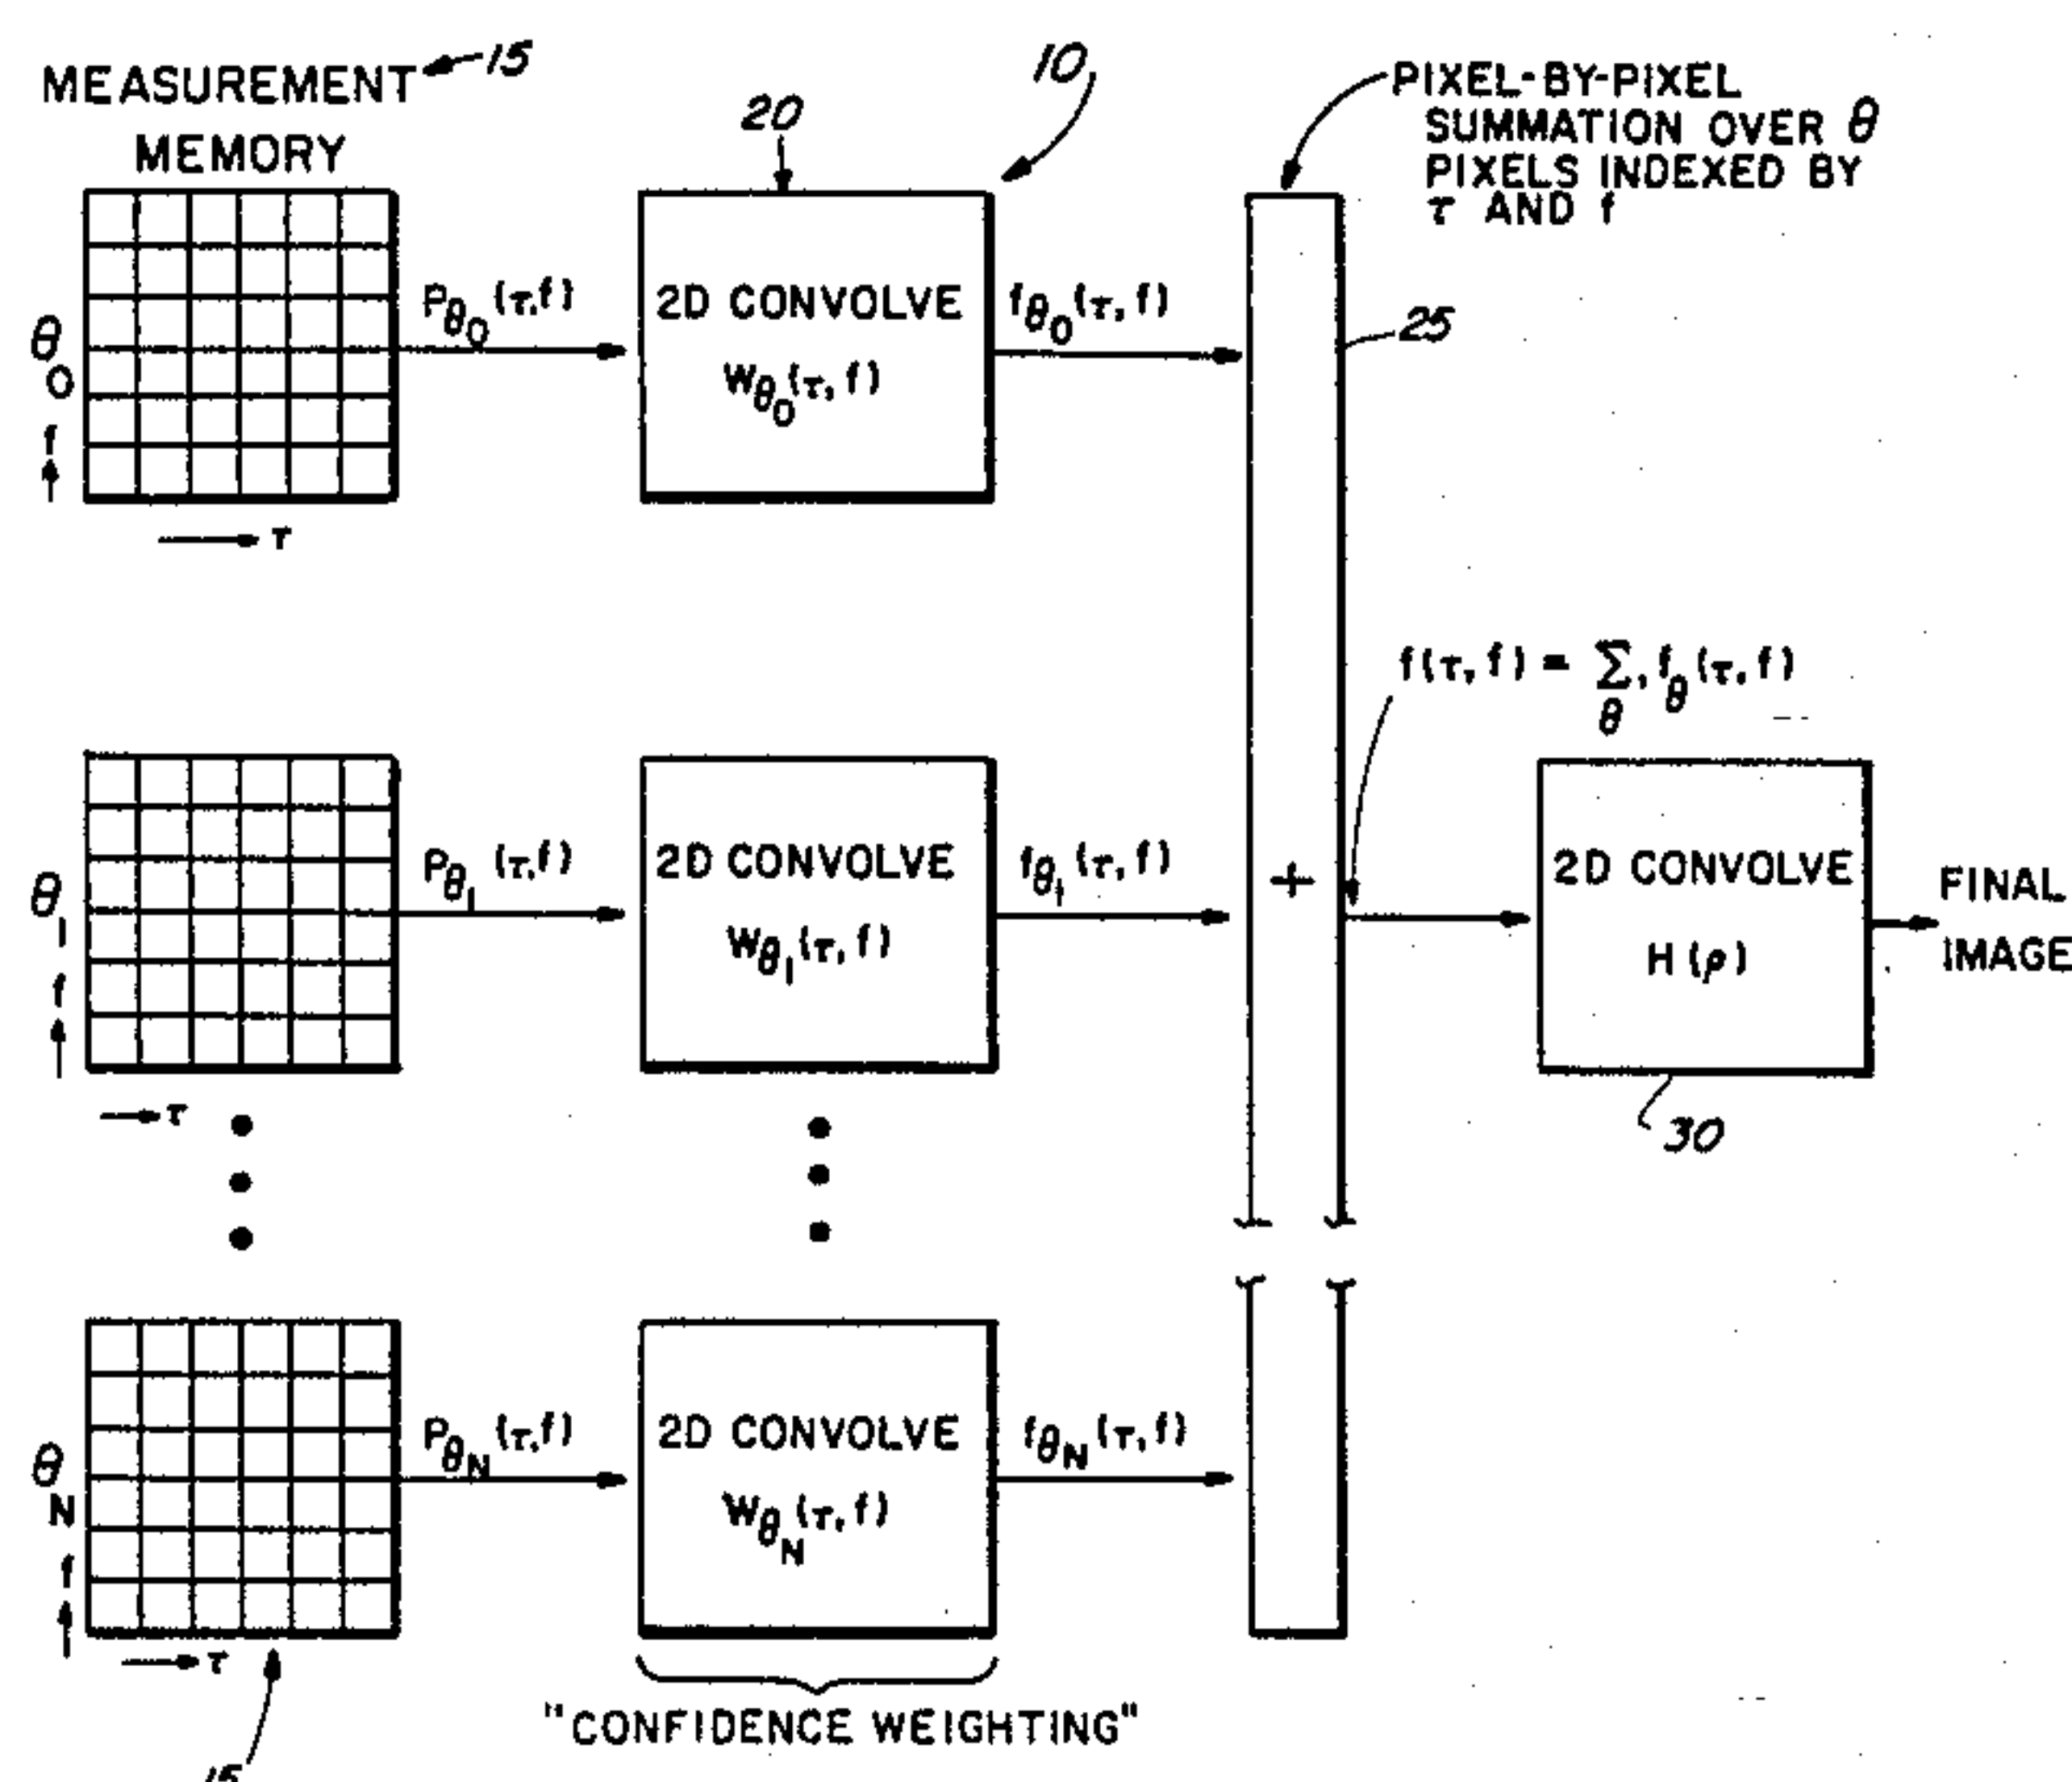 MEASUREMENT
MEMORY
15
20
10
PIXEL-BY-PIXEL
SUMMATION OVER θ
PIXELS INDEXED BY
τ AND f
θ0
f
τ
Pθ0(τ,f)
2D CONVOLVE
Wθ0(τ,f)
fθ0(τ,f)
25
f(τ,f) = Σθ, fθ(τ,f)
θ1
f
τ
Pθ1(τ,f)
2D CONVOLVE
Wθ1(τ,f)
fθ1(τ,f)
+
2D CONVOLVE
H(ρ)
30
FINAL
IMAGE
θN
f
τ
PθN(τ,f)
2D CONVOLVE
WθN(τ,f)
fθN(τ,f)
"CONFIDENCE WEIGHTING"
15